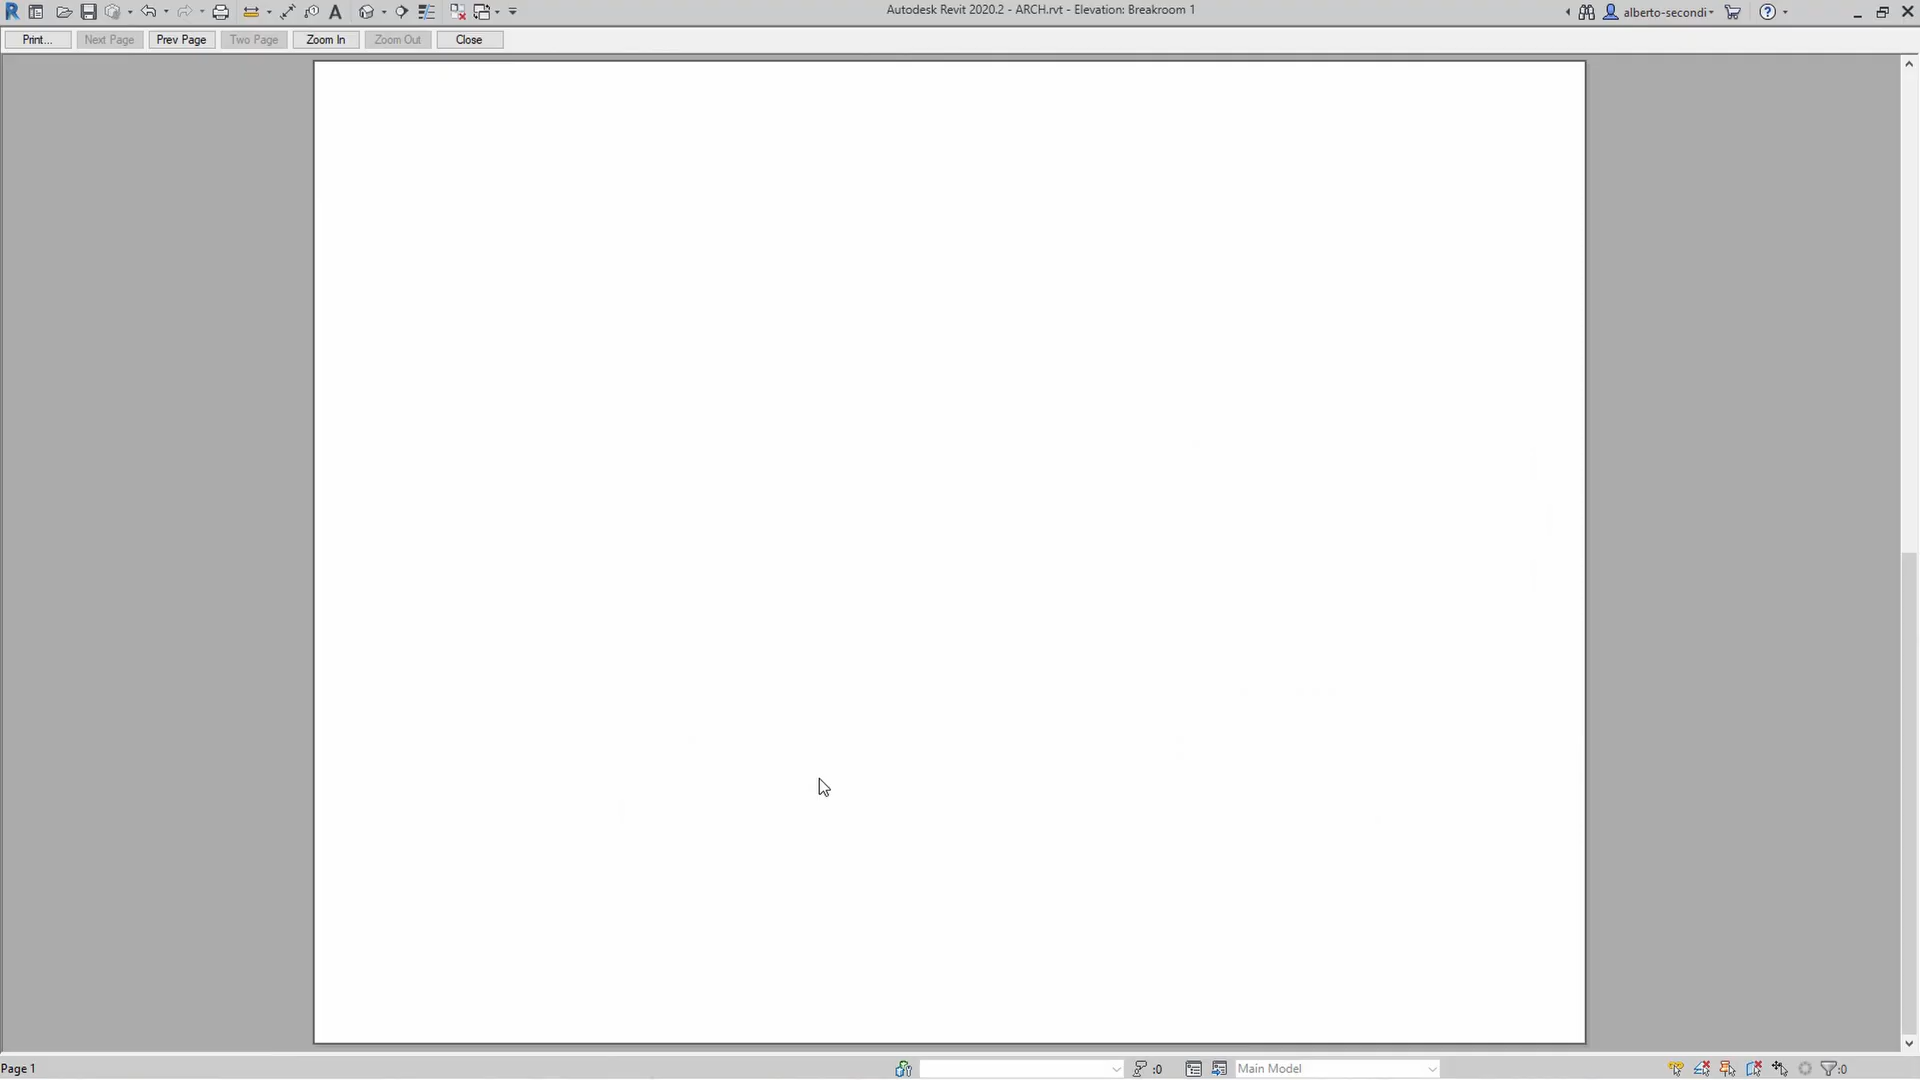 Autodesk Revit 2020.2 - ARCH.rvt - Elevation: Breakroom 1
alberto-secondi
Print...
Next Page
Prev Page
Two Page
Zoom In
Zoom Out
Close
Page 1
:0
Main Model
:0